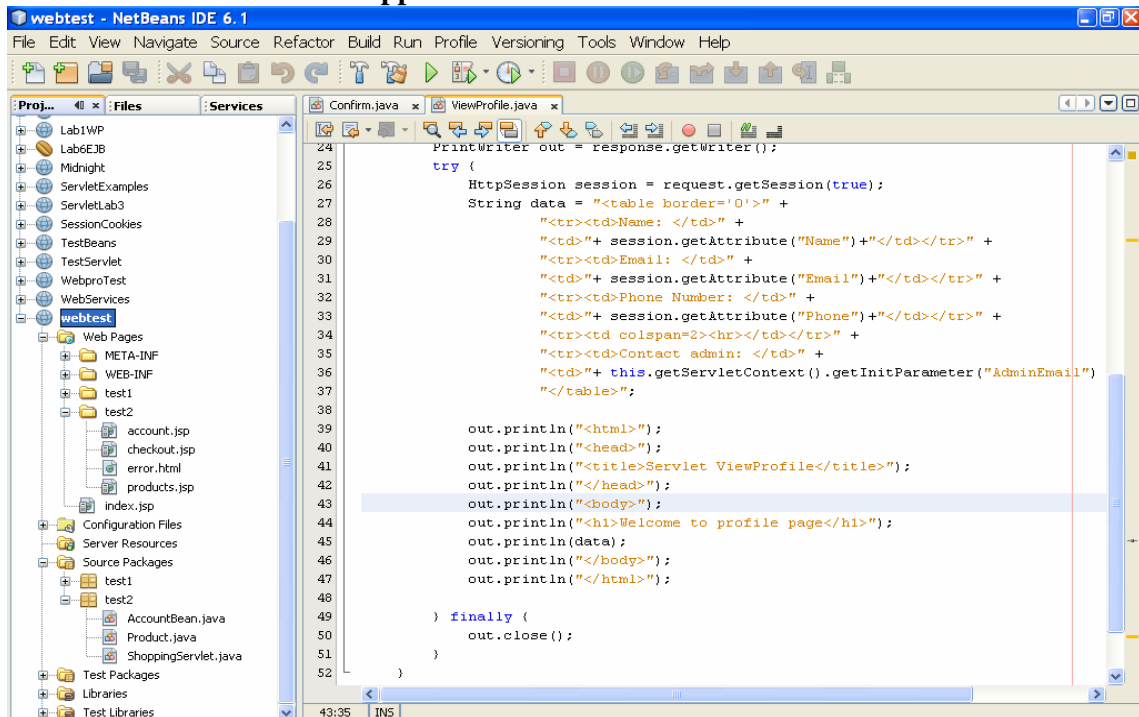 webtest - NetBeans IDE 6.1
File Edit View Navigate Source Refactor Build Run Profile Versioning Tools Window Help
Proj... Files Services
Lab1WP
Lab6EJB
Midnight
ServletExamples
ServletLab3
SessionCookies
TestBeans
TestServlet
WebproTest
WebServices
webtest
Web Pages
META-INF
WEB-INF
test1
test2
account.jsp
checkout.jsp
error.html
products.jsp
index.jsp
Configuration Files
Server Resources
Source Packages
test1
test2
AccountBean.java
Product.java
ShoppingServlet.java
Test Packages
Libraries
Test Libraries
Confirm.java x ViewProfile.java x
24 PrintWriter out = response.getWriter();
25 try {
26 HttpSession session = request.getSession(true);
27 String data = "<table border='0'>" +
28 "<tr><td>Name: </td>" +
29 "<td>"+ session.getAttribute("Name")+"</td></tr>" +
30 "<tr><td>Email: </td>" +
31 "<td>"+ session.getAttribute("Email")+"</td></tr>" +
32 "<tr><td>Phone Number: </td>" +
33 "<td>"+ session.getAttribute("Phone")+"</td></tr>" +
34 "<tr><td colspan=2><hr></td></tr>" +
35 "<tr><td>Contact admin: </td>" +
36 "<td>"+ this.getServletContext().getInitParameter("AdminEmail")
37 "</table>";
38
39 out.println("<html>");
40 out.println("<head>");
41 out.println("<title>Servlet ViewProfile</title>");
42 out.println("</head>");
43 out.println("<body>");
44 out.println("<h1>Welcome to profile page</h1>");
45 out.println(data);
46 out.println("</body>");
47 out.println("</html>");
48
49 } finally {
50 out.close();
51 }
52 }
43:35 INS